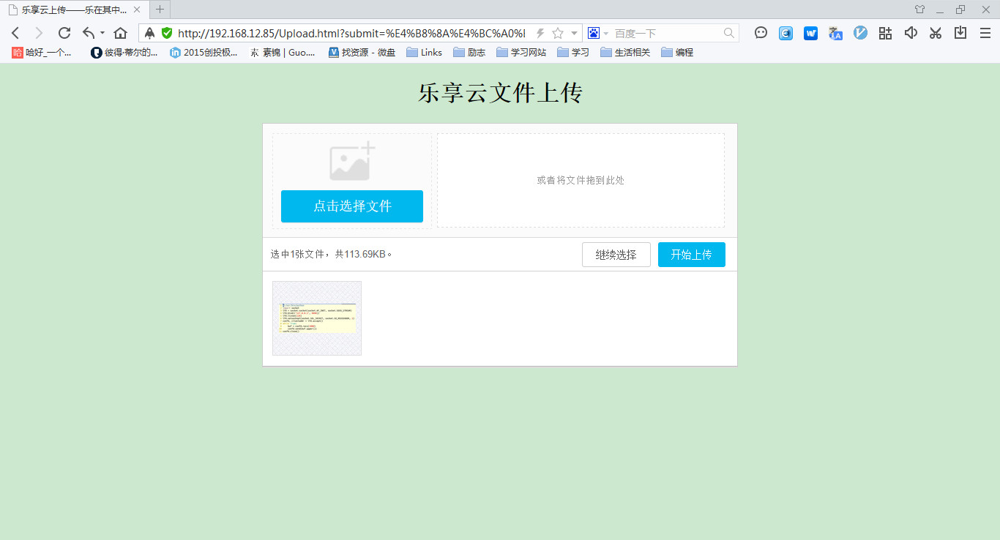 乐享云上传——乐在其中...
http://192.168.12.85/Upload.html?submit=%E4%B8%8A%E4%BC%A0%I
百度一下
哈好_一个...
彼得·蒂尔的...
2015创投极...
素锦 | Guo....
找资源 - 微盘
Links
励志
学习网站
学习
生活相关
编程
乐享云文件上传
点击选择文件
或者将文件拖到此处
选中1张文件，共113.69KB。
继续选择
开始上传